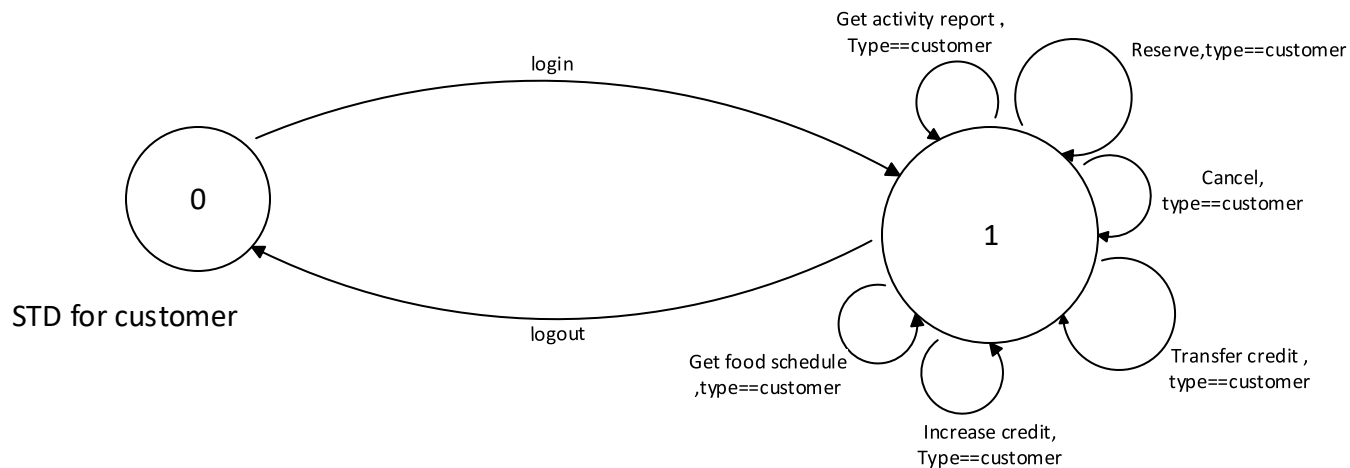 Get activity report ,
Type==customer
Reserve,type==customer
login
Cancel,
type==customer
0
1
STD for customer
logout
Get food schedule
,type==customer
Transfer credit ,
type==customer
Increase credit,
Type==customer